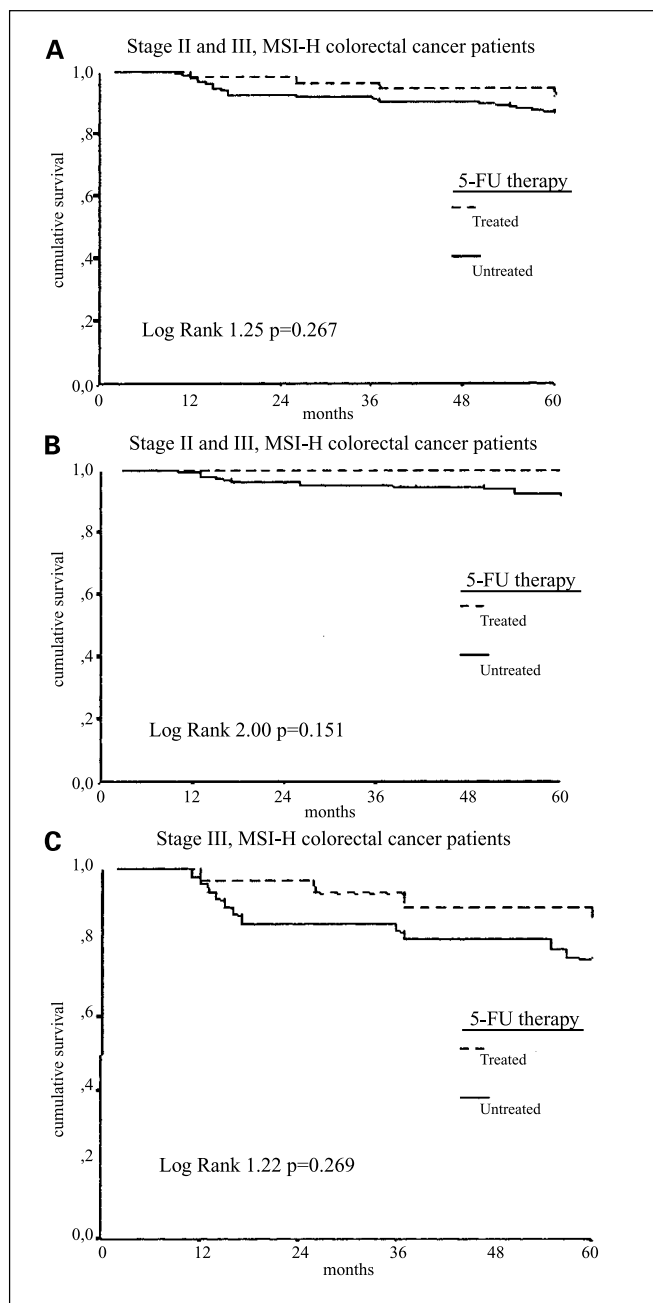 A
Stage II and III, MSI-H colorectal cancer patients
1,0
,8
,6
,4
,2
0,0
cumulative survival
5-FU therapy
Treated
Untreated
Log Rank 1.25 p=0.267
0 12 24 36 48 60
months
B
Stage II and III, MSI-H colorectal cancer patients
1,0
,8
,6
,4
,2
0,0
cumulative survival
5-FU therapy
Treated
Untreated
Log Rank 2.00 p=0.151
0 12 24 36 48 60
months
C
Stage III, MSI-H colorectal cancer patients
1,0
,8
,6
,4
,2
0,0
cumulative survival
5-FU therapy
Treated
Untreated
Log Rank 1.22 p=0.269
0 12 24 36 48 60
months